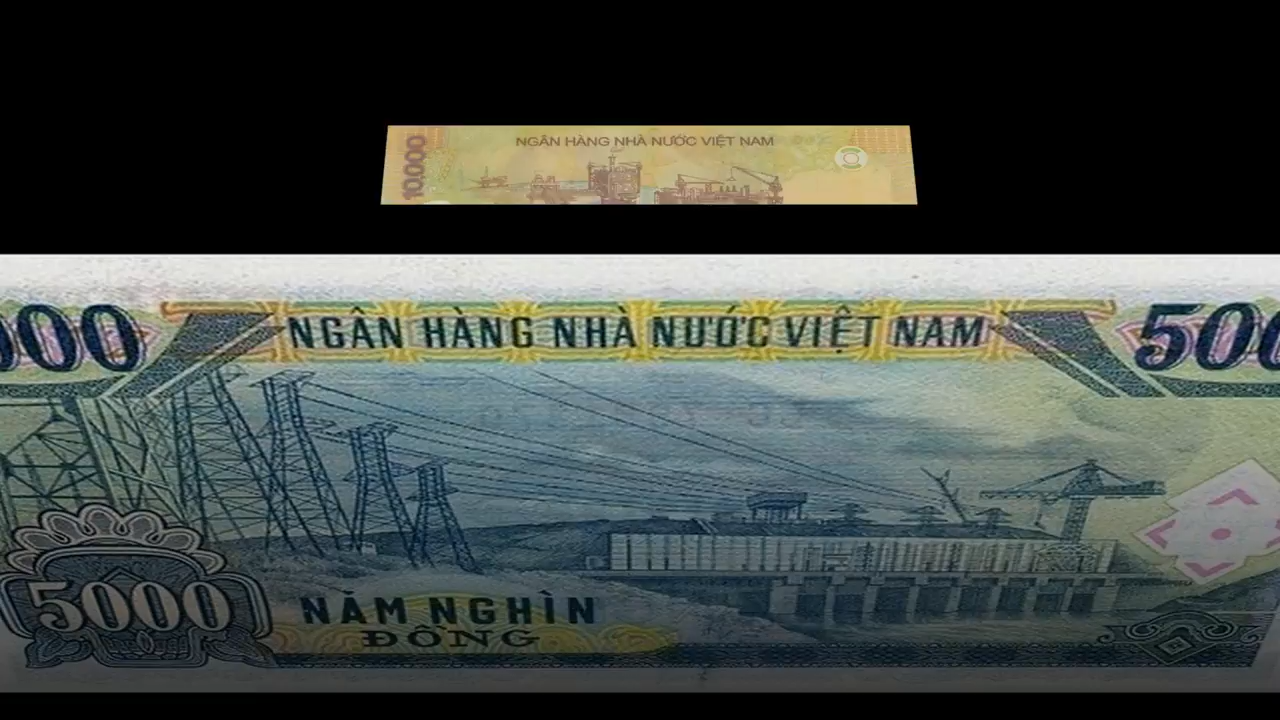 10.000
NGÂN HÀNG NHÀ NƯỚC VIỆT NAM
000
NGÂN HÀNG NHÀ NƯỚC VIỆT NAM
500
5000
NĂM NGHÌN
ĐỒNG